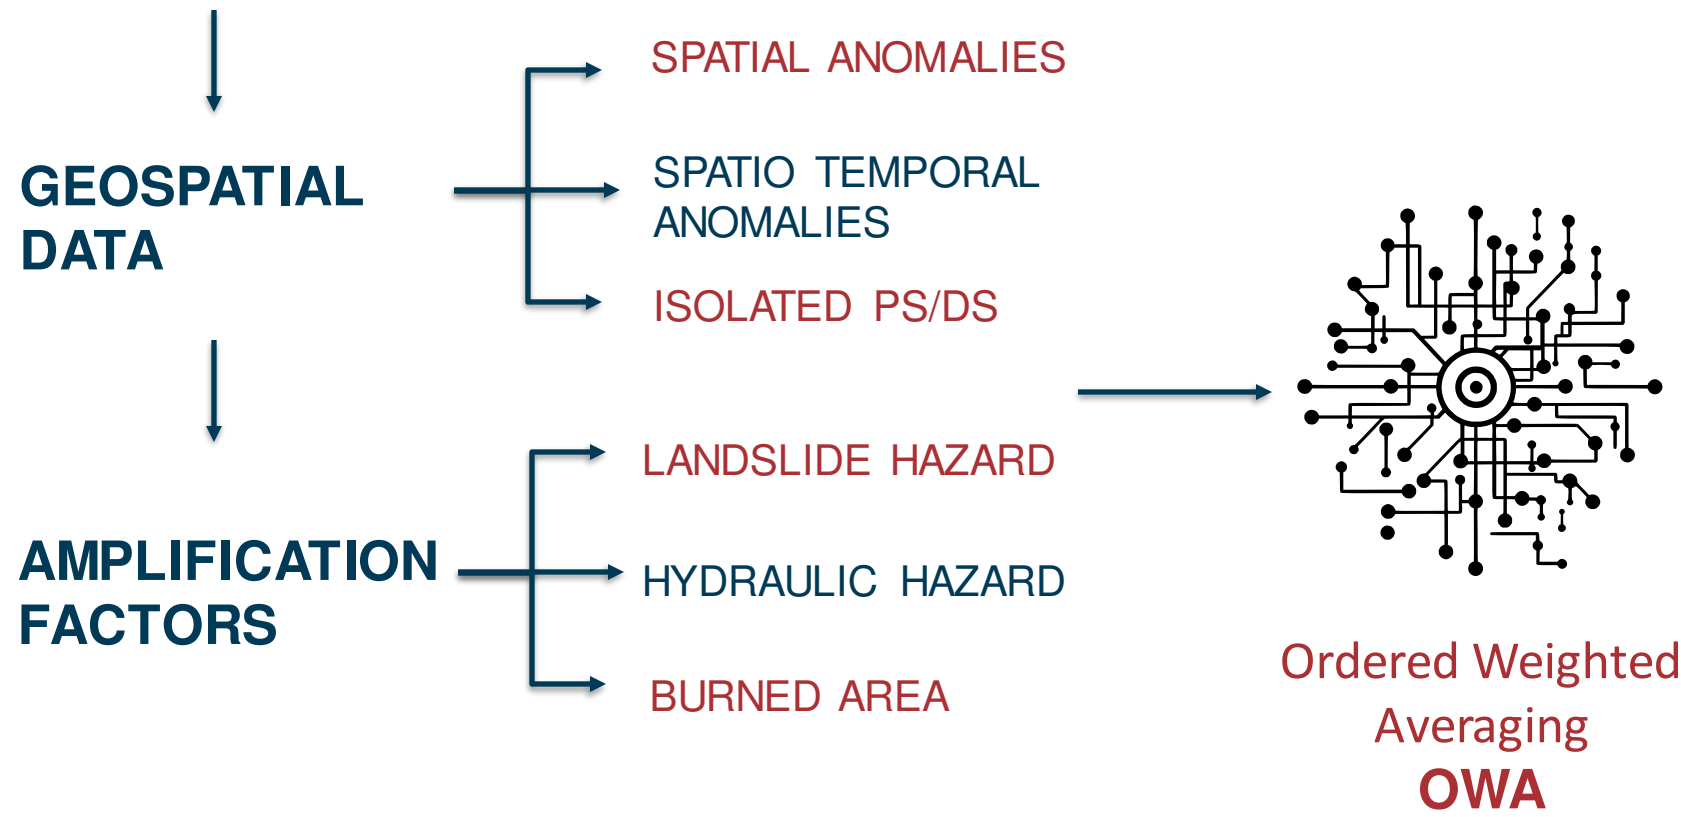 GEOSPATIAL
DATA
SPATIAL ANOMALIES
SPATIO TEMPORAL
ANOMALIES
ISOLATED PS/DS
AMPLIFICATION
FACTORS
LANDSLIDE HAZARD
HYDRAULIC HAZARD
BURNED AREA
Ordered Weighted
Averaging
OWA